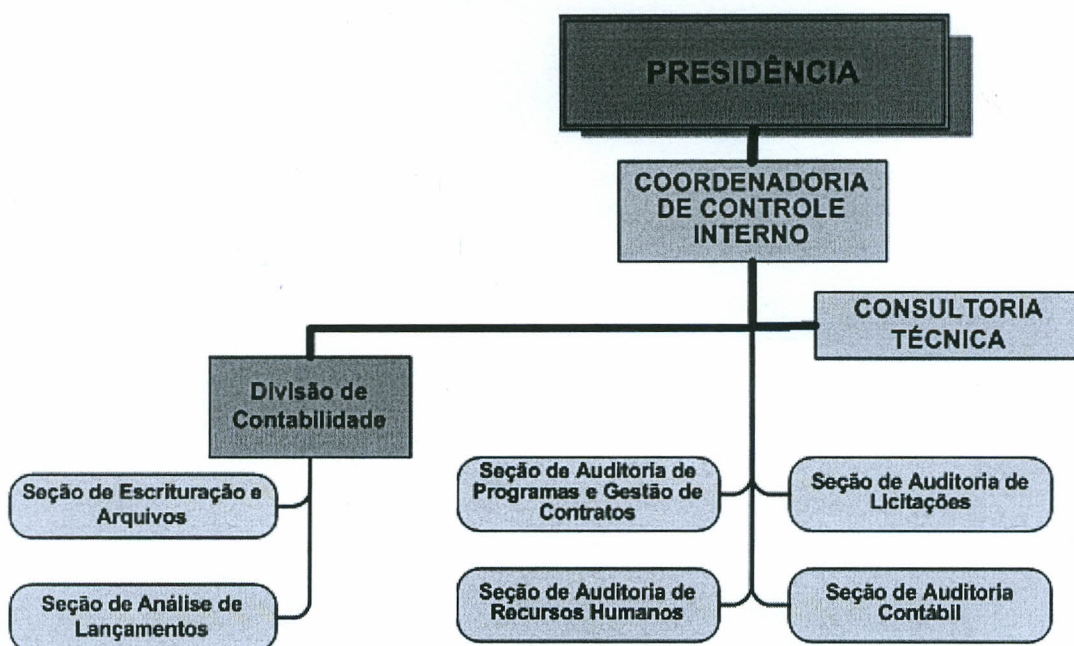 PRESIDÊNCIA
COORDENADORIA
DE CONTROLE
INTERNO
CONSULTORIA
TÉCNICA
Divisão de
Contabilidade
Seção de Escrituração e
Arquivos
Seção de Análise de
Lançamentos
Seção de Auditoria de
Programas e Gestão de
Contratos
Seção de Auditoria de
Licitações
Seção de Auditoria de
Recursos Humanos
Seção de Auditoria
Contábil